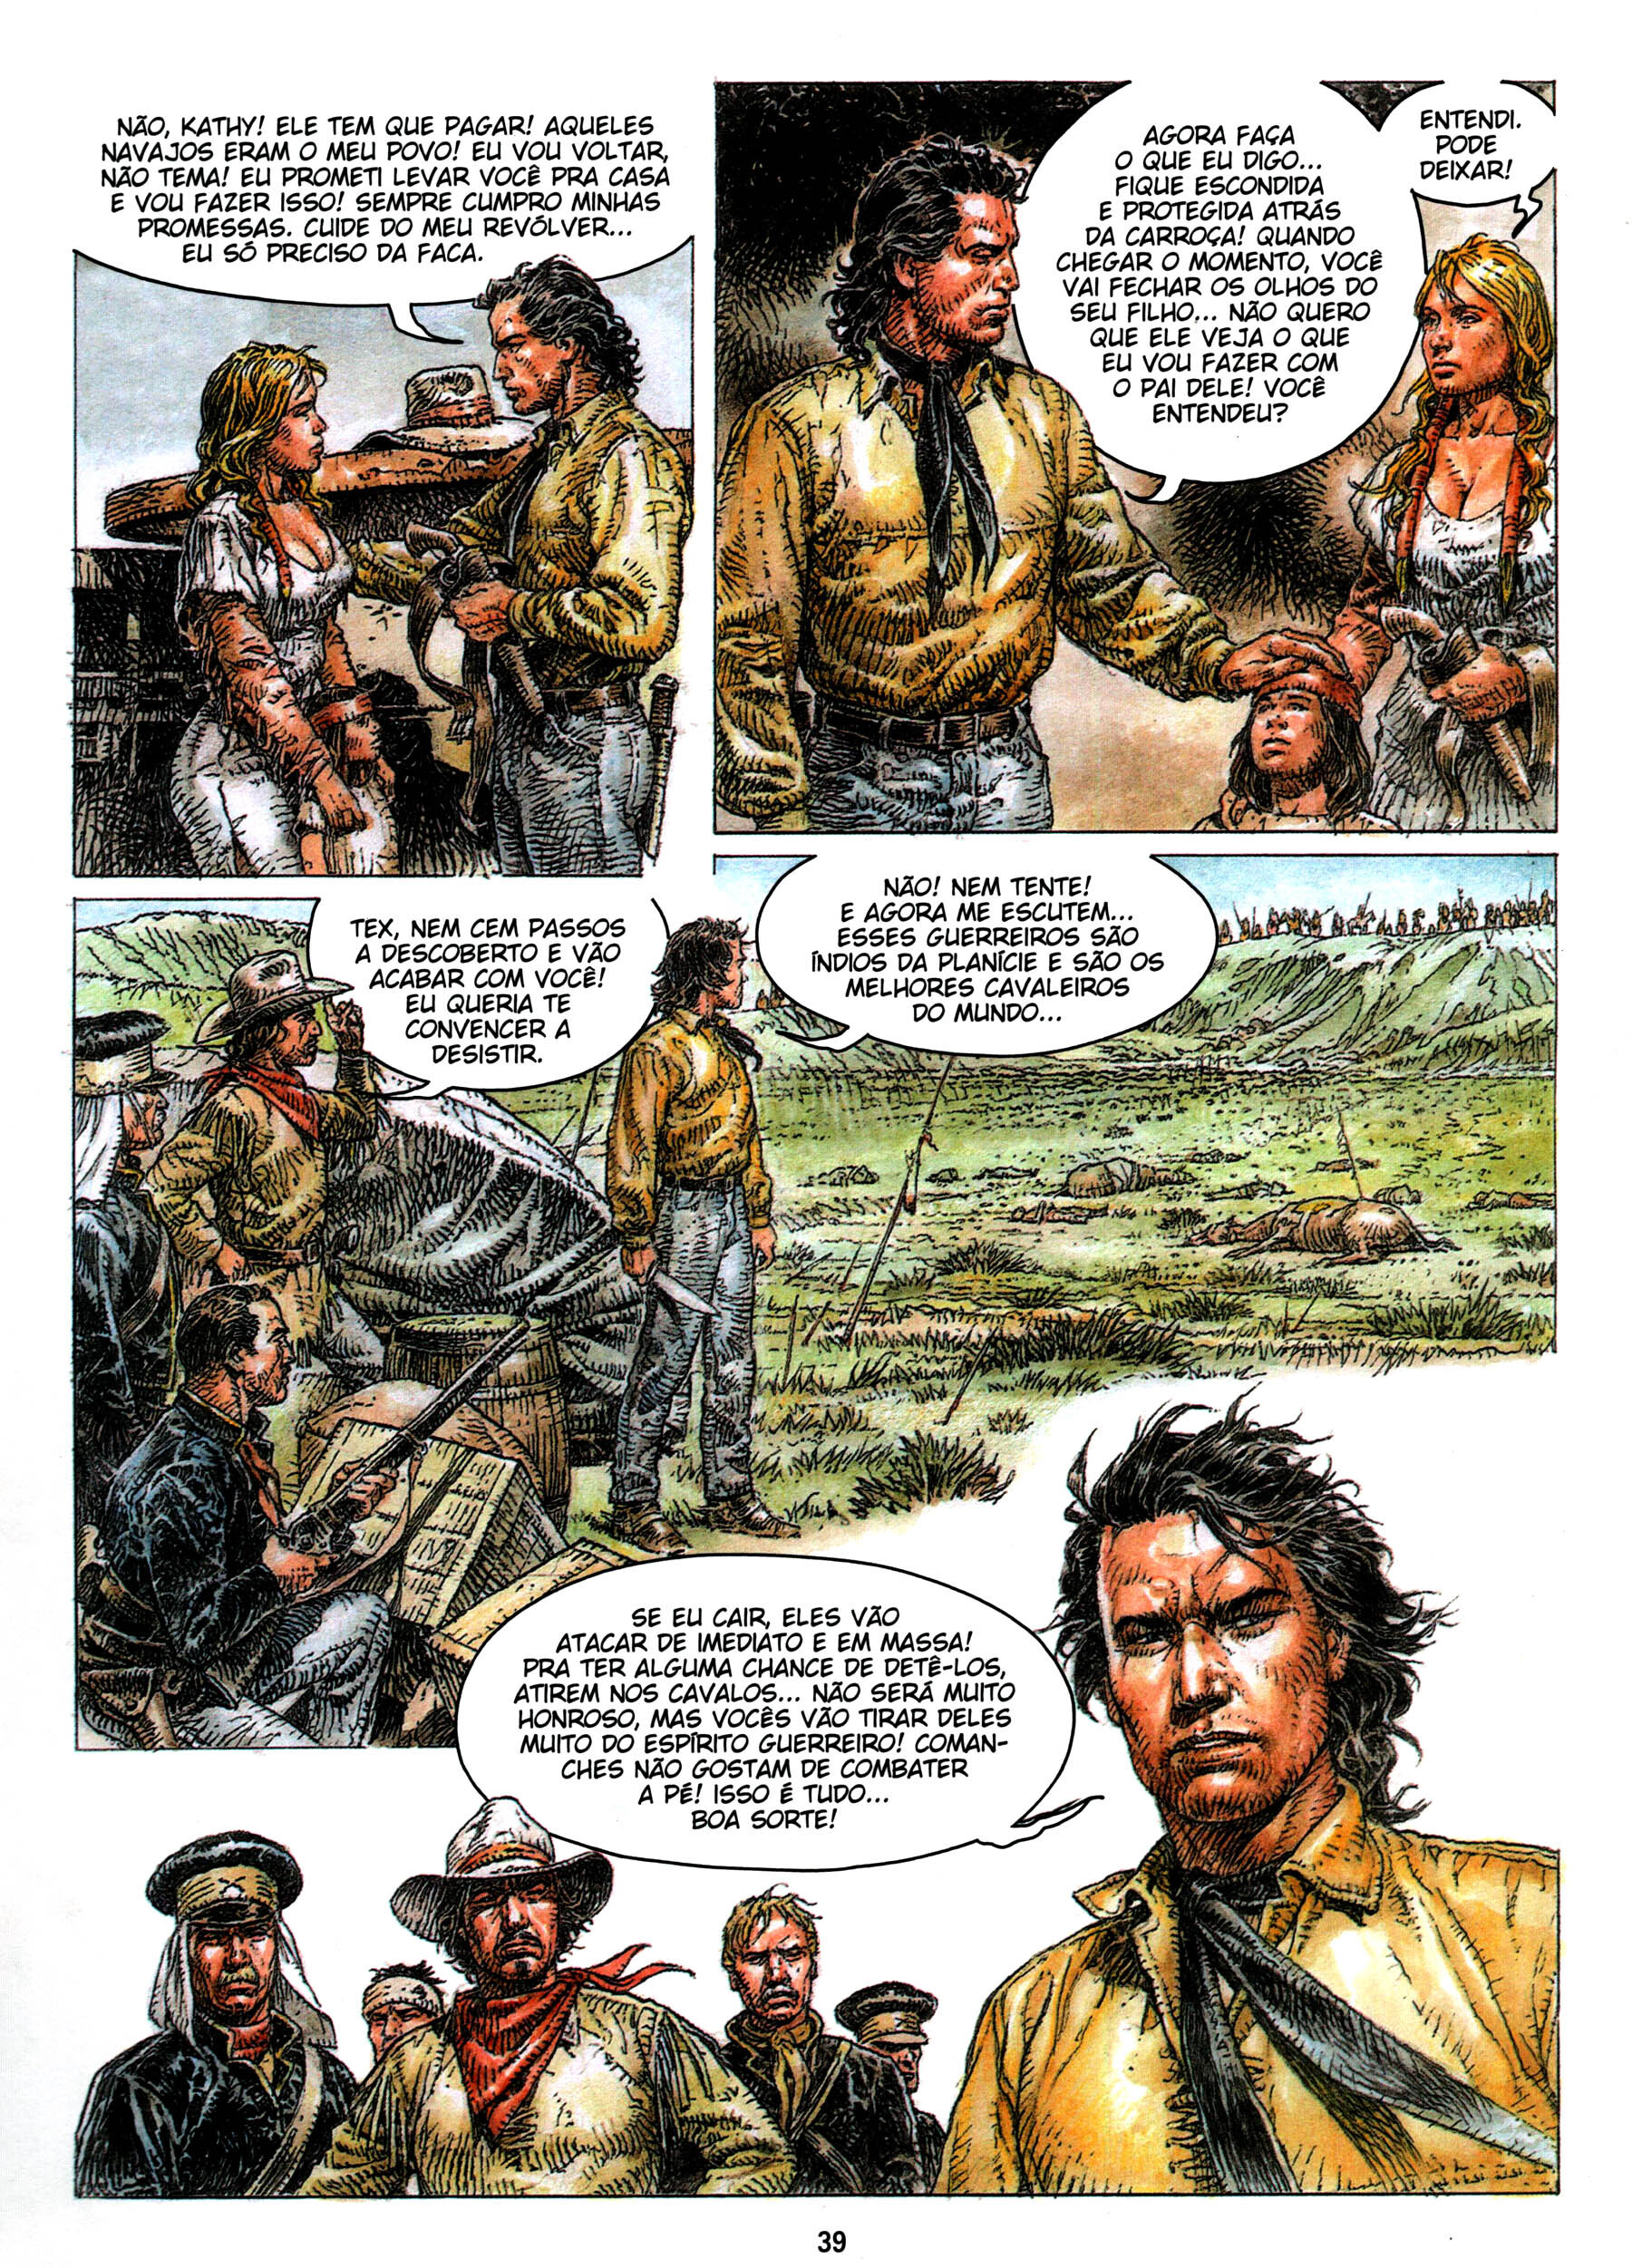 NÃO, KATHY! ELE TEM QUE PAGAR! AQUELES
NAVAJOS ERAM O MEU POVO! EU VOU VOLTAR,
NÃO TEMA! EU PROMETI LEVAR VOCÊ PRA CASA
E VOU FAZER ISSO! SEMPRE CUMPRO MINHAS
PROMESSAS. CUIDE DO MEU REVÓLVER...
EU SÓ PRECISO DA FACA.
AGORA FAÇA
O QUE EU DIGO...
FIQUE ESCONDIDA
E PROTEGIDA ATRÁS
DA CARROÇA! QUANDO
CHEGAR O MOMENTO, VOCÊ
VAI FECHAR OS OLHOS DO
SEU FILHO... NÃO QUERO
QUE ELE VEJA O QUE
EU VOU FAZER COM
O PAI DELE! VOCÊ
ENTENDEU?
ENTENDI.
PODE
DEIXAR!
TEX, NEM CEM PASSOS
A DESCOBERTO E VÃO
ACABAR COM VOCÊ!
EU QUERIA TE
CONVENCER A
DESISTIR.
NÃO! NEM TENTE!
E AGORA ME ESCUTEM...
ESSES GUERREIROS SÃO
ÍNDIOS DA PLANÍCIE E SÃO OS
MELHORES CAVALEIROS
DO MUNDO...
SE EU CAIR, ELES VÃO
ATACAR DE IMEDIATO E EM MASSA!
PRA TER ALGUMA CHANCE DE DETÊ-LOS,
ATIREM NOS CAVALOS... NÃO SERÁ MUITO
HONROSO, MAS VOCÊS VÃO TIRAR DELES
MUITO DO ESPÍRITO GUERREIRO! COMAN-
CHES NÃO GOSTAM DE COMBATER
A PÉ! ISSO É TUDO...
BOA SORTE!
39